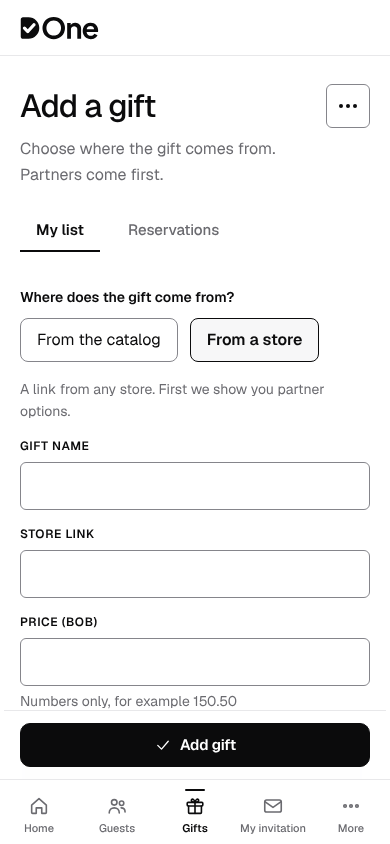 One
Add a gift
Choose where the gift comes from.
Partners come first.
My list
Reservations
Where does the gift come from?
From the catalog
From a store
A link from any store. First we show you partner
options.
GIFT NAME
STORE LINK
PRICE (BOB)
Numbers only, for example 150.50
Add gift
Home
Guests
Gifts
My invitation
More